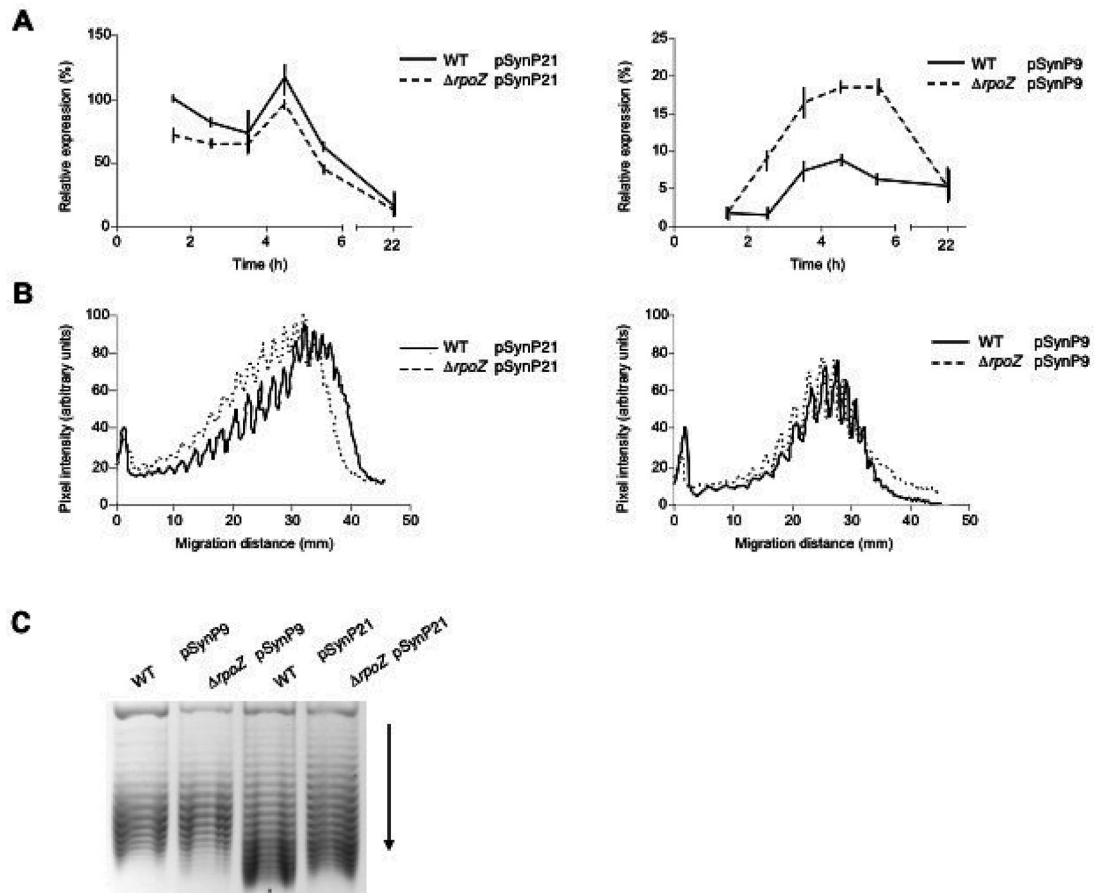 A
Relative expression (%)
150
100
50
0
0
2
4
6
22
Time (h)
WT pSynP21
ΔrpoZ pSynP21
Relative expression (%)
25
20
15
10
5
0
0
2
4
6
22
Time (h)
WT pSynP9
ΔrpoZ pSynP9
B
Pixel intensity (arbitrary units)
100
80
60
40
20
0
0
10
20
30
40
50
Migration distance (mm)
WT pSynP21
ΔrpoZ pSynP21
Pixel intensity (arbitrary units)
100
80
60
40
20
0
0
10
20
30
40
50
Migration distance (mm)
WT pSynP9
ΔrpoZ pSynP9
C
WT pSynP9
ΔrpoZ pSynP9
WT pSynP21
ΔrpoZ pSynP21